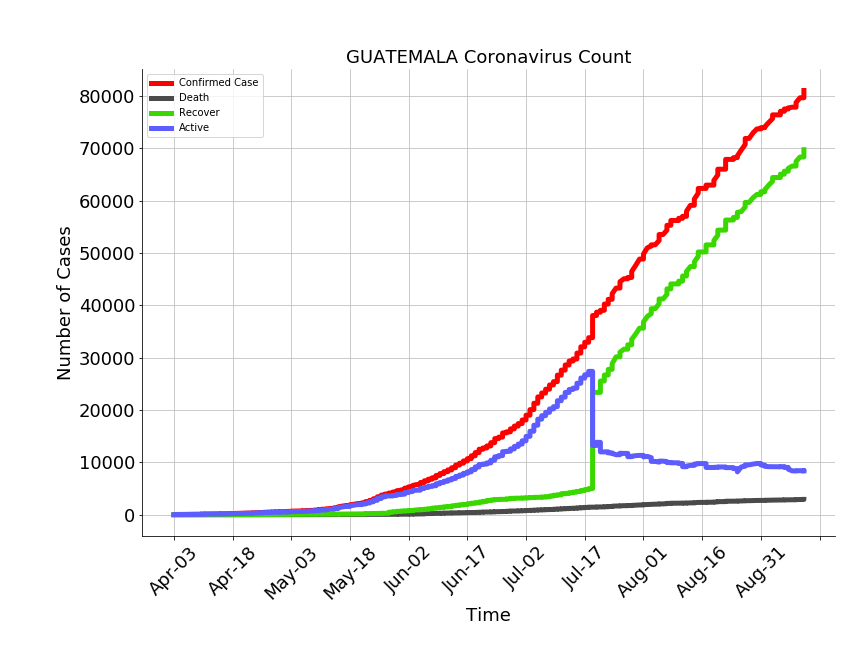 GUATEMALA Coronavirus Count
Confirmed Case
Death
Recover
Active
80000
70000
60000
50000
40000
30000
20000
10000
0
Number of Cases
Apr-03
Apr-18
May-03
May-18
Jun-02
Jun-17
Jul-02
Jul-17
Aug-01
Aug-16
Aug-31
Time